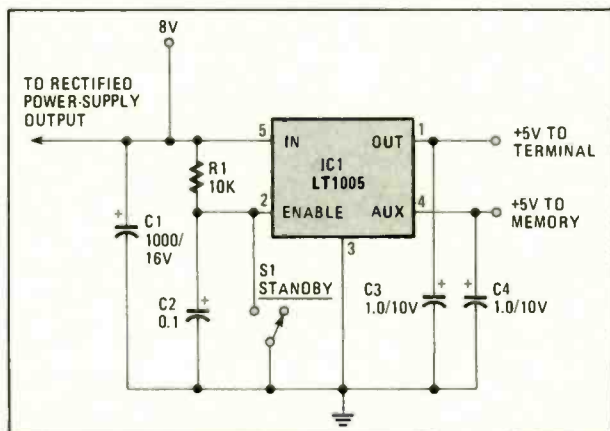 8V
TO RECTIFIED
POWER-SUPPLY
OUTPUT
5
IN
OUT
1
+5V TO
TERMINAL
R1
10K
IC1
LT1005
2
ENABLE
AUX
4
+5V TO
MEMORY
+
C1
1000/
16V
S1
STANDBY
3
+
C2
0.1
+
C3
1.0/10V
+
C4
1.0/10V